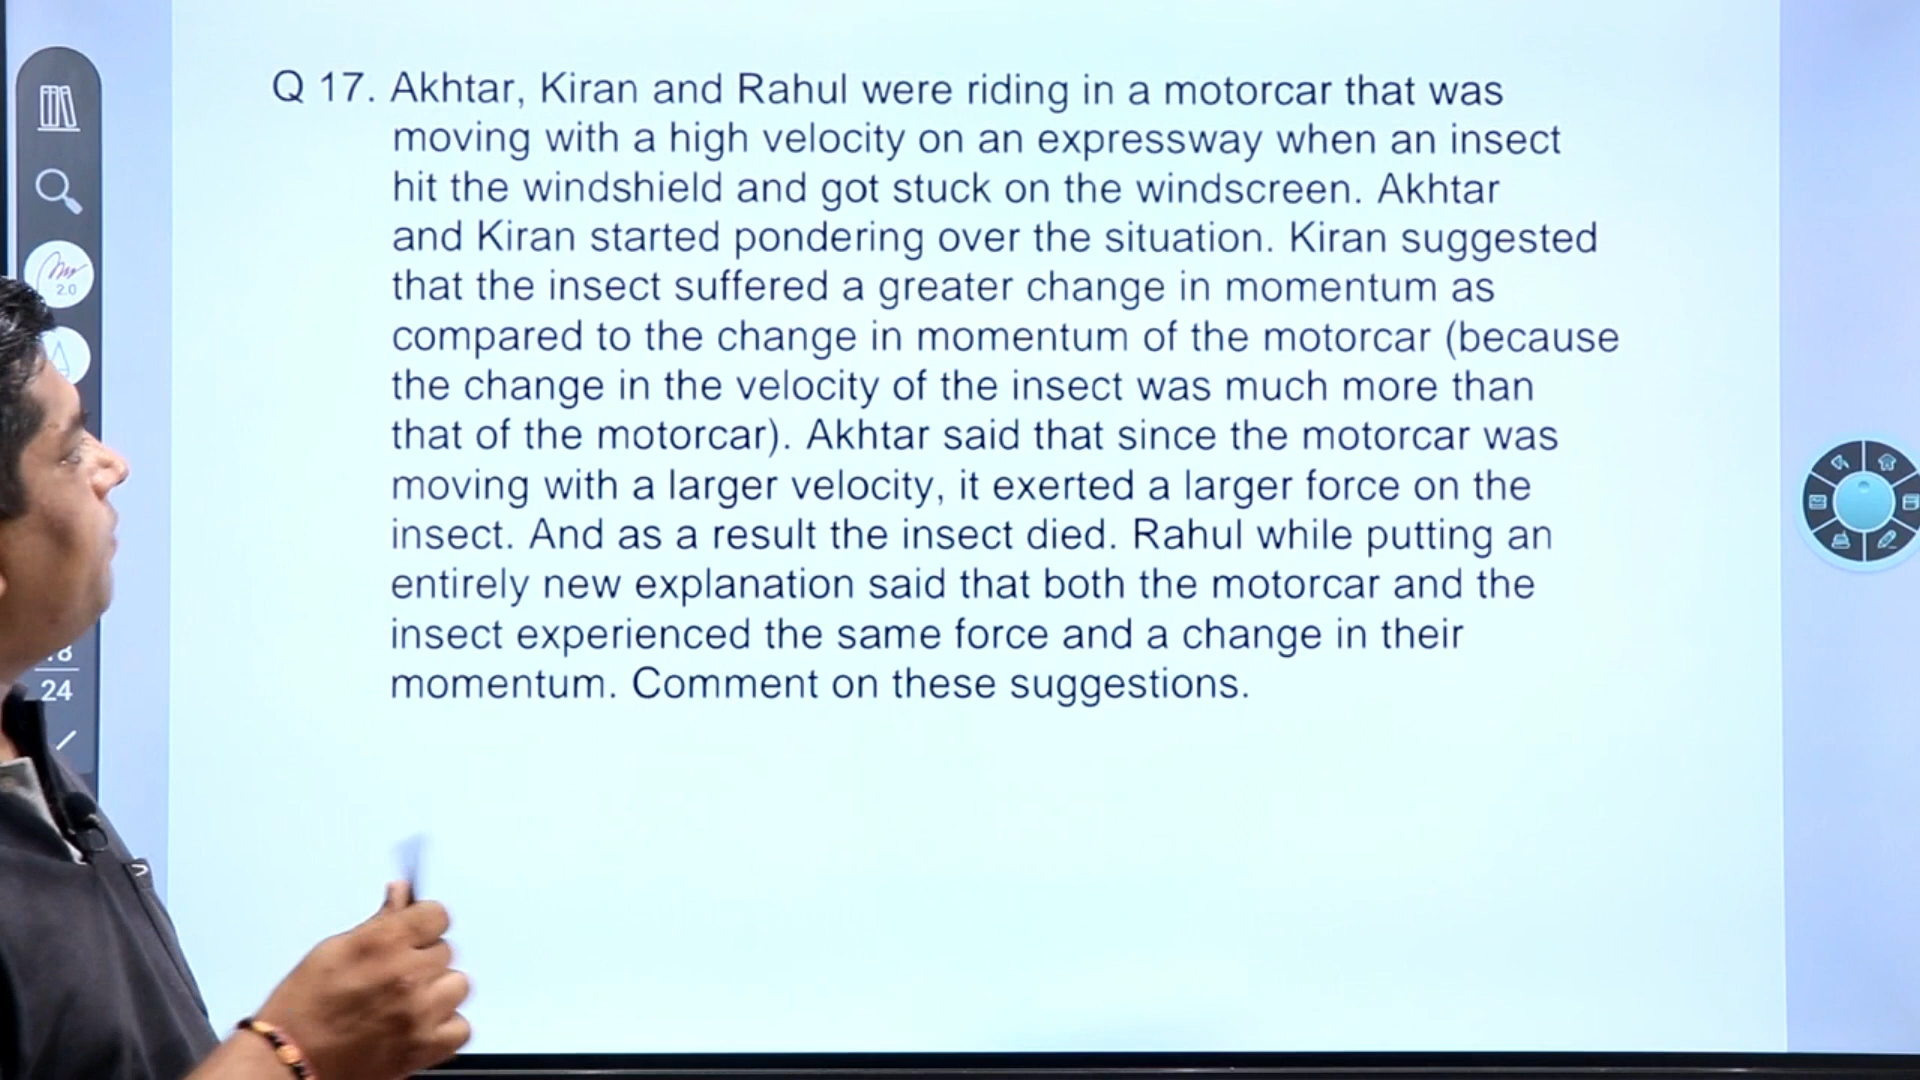 Q 17. Akhtar, Kiran and Rahul were riding in a motorcar that was
moving with a high velocity on an expressway when an insect
hit the windshield and got stuck on the windscreen. Akhtar
and Kiran started pondering over the situation. Kiran suggested
that the insect suffered a greater change in momentum as
compared to the change in momentum of the motorcar (because
the change in the velocity of the insect was much more than
that of the motorcar). Akhtar said that since the motorcar was
moving with a larger velocity, it exerted a larger force on the
insect. And as a result the insect died. Rahul while putting an
entirely new explanation said that both the motorcar and the
insect experienced the same force and a change in their
momentum. Comment on these suggestions.
2.0
24